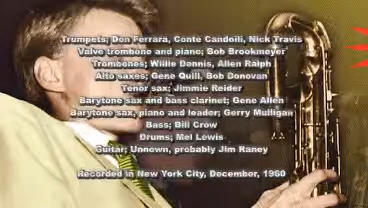 Trumpets; Don Ferrara, Conte Candoili, Nick Travis
Valve trombone and piano; Bob Brookmeyer
Trombones; Willie Dennis, Allen Ralph
Alto saxes; Gene Quill, Bob Donovan
Tenor sax; Jimmie Reider
Barytone sax and bass clarinet; Gene Allen
Barytone sax, piano and leader; Gerry Mulligan
Bass; Bill Crow
Drums; Mel Lewis
Guitar; Unnown, probably Jim Raney
Recorded in New York City, December, 1960